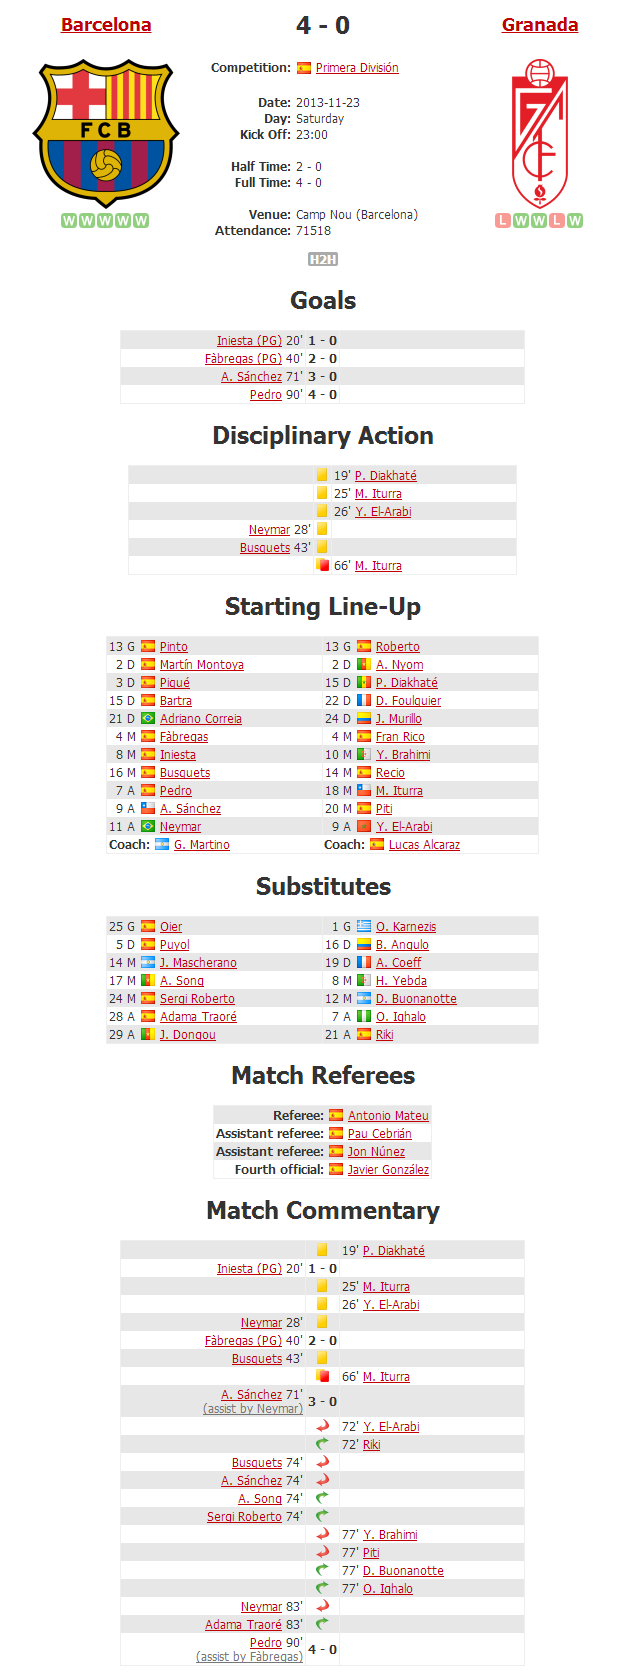 Barcelona 4 - 0 Granada
Competition: Primera División
Date: 2013-11-23
Day: Saturday
Kick Off: 23:00
Half Time: 2 - 0
Full Time: 4 - 0
FCB
Venue: Camp Nou (Barcelona)
W W W W W
L W W L W
Attendance: 71518
H2H
Goals
Iniesta (PG) 20' 1 - 0
Fàbregas (PG) 40' 2 - 0
A. Sánchez 71' 3 - 0
Pedro 90' 4 - 0
Disciplinary Action
19' P. Diakhaté
25' M. Iturra
26' Y. El-Arabi
Neymar 28'
Busquets 43'
66' M. Iturra
Starting Line-Up
13 G Pinto 13 G Roberto
2 D Martín Montoya 2 D A. Nyom
3 D Piqué 15 D P. Diakhaté
15 D Bartra 22 D D. Foulquier
21 D Adriano Correia 24 D J. Murillo
4 M Fàbregas 4 M Fran Rico
8 M Iniesta 10 M Y. Brahimi
16 M Busquets 14 M Recio
7 A Pedro 18 M M. Iturra
9 A A. Sánchez 20 M Piti
11 A Neymar 9 A Y. El-Arabi
Coach: G. Martino Coach: Lucas Alcaraz
Substitutes
25 G Oier 1 G O. Karnezis
5 D Puyol 16 D B. Angulo
14 M J. Mascherano 19 D A. Coeff
17 M A. Song 8 M H. Yebda
24 M Sergi Roberto 12 M D. Buonanotte
28 A Adama Traoré 7 A O. Ighalo
29 A J. Dongou 21 A Riki
Match Referees
Referee: Antonio Mateu
Assistant referee: Pau Cebrián
Assistant referee: Jon Núnez
Fourth official: Javier González
Match Commentary
19' P. Diakhaté
Iniesta (PG) 20' 1 - 0
25' M. Iturra
26' Y. El-Arabi
Neymar 28'
Fàbregas (PG) 40' 2 - 0
Busquets 43'
66' M. Iturra
A. Sánchez 71' 3 - 0
(assist by Neymar)
72' Y. El-Arabi
72' Riki
Busquets 74'
A. Sánchez 74'
A. Song 74'
Sergi Roberto 74'
77' Y. Brahimi
77' Piti
77' D. Buonanotte
77' O. Ighalo
Neymar 83'
Adama Traoré 83'
Pedro 90' 4 - 0
(assist by Fàbregas)